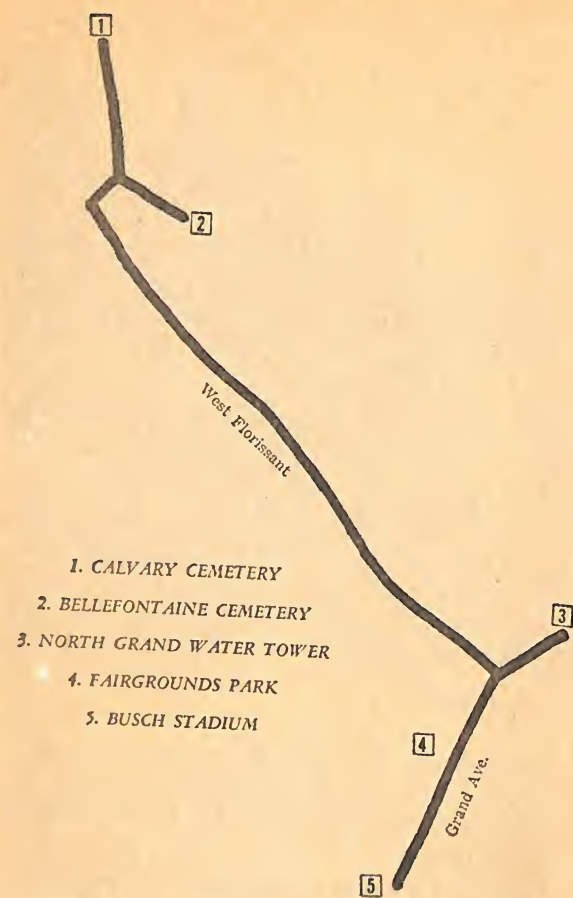 1
2
West Florissant
1. CALVARY CEMETERY
2. BELLEFONTAINE CEMETERY
3. NORTH GRAND WATER TOWER
4. FAIRGROUNDS PARK
5. BUSCH STADIUM
3
4
Grand Ave.
5